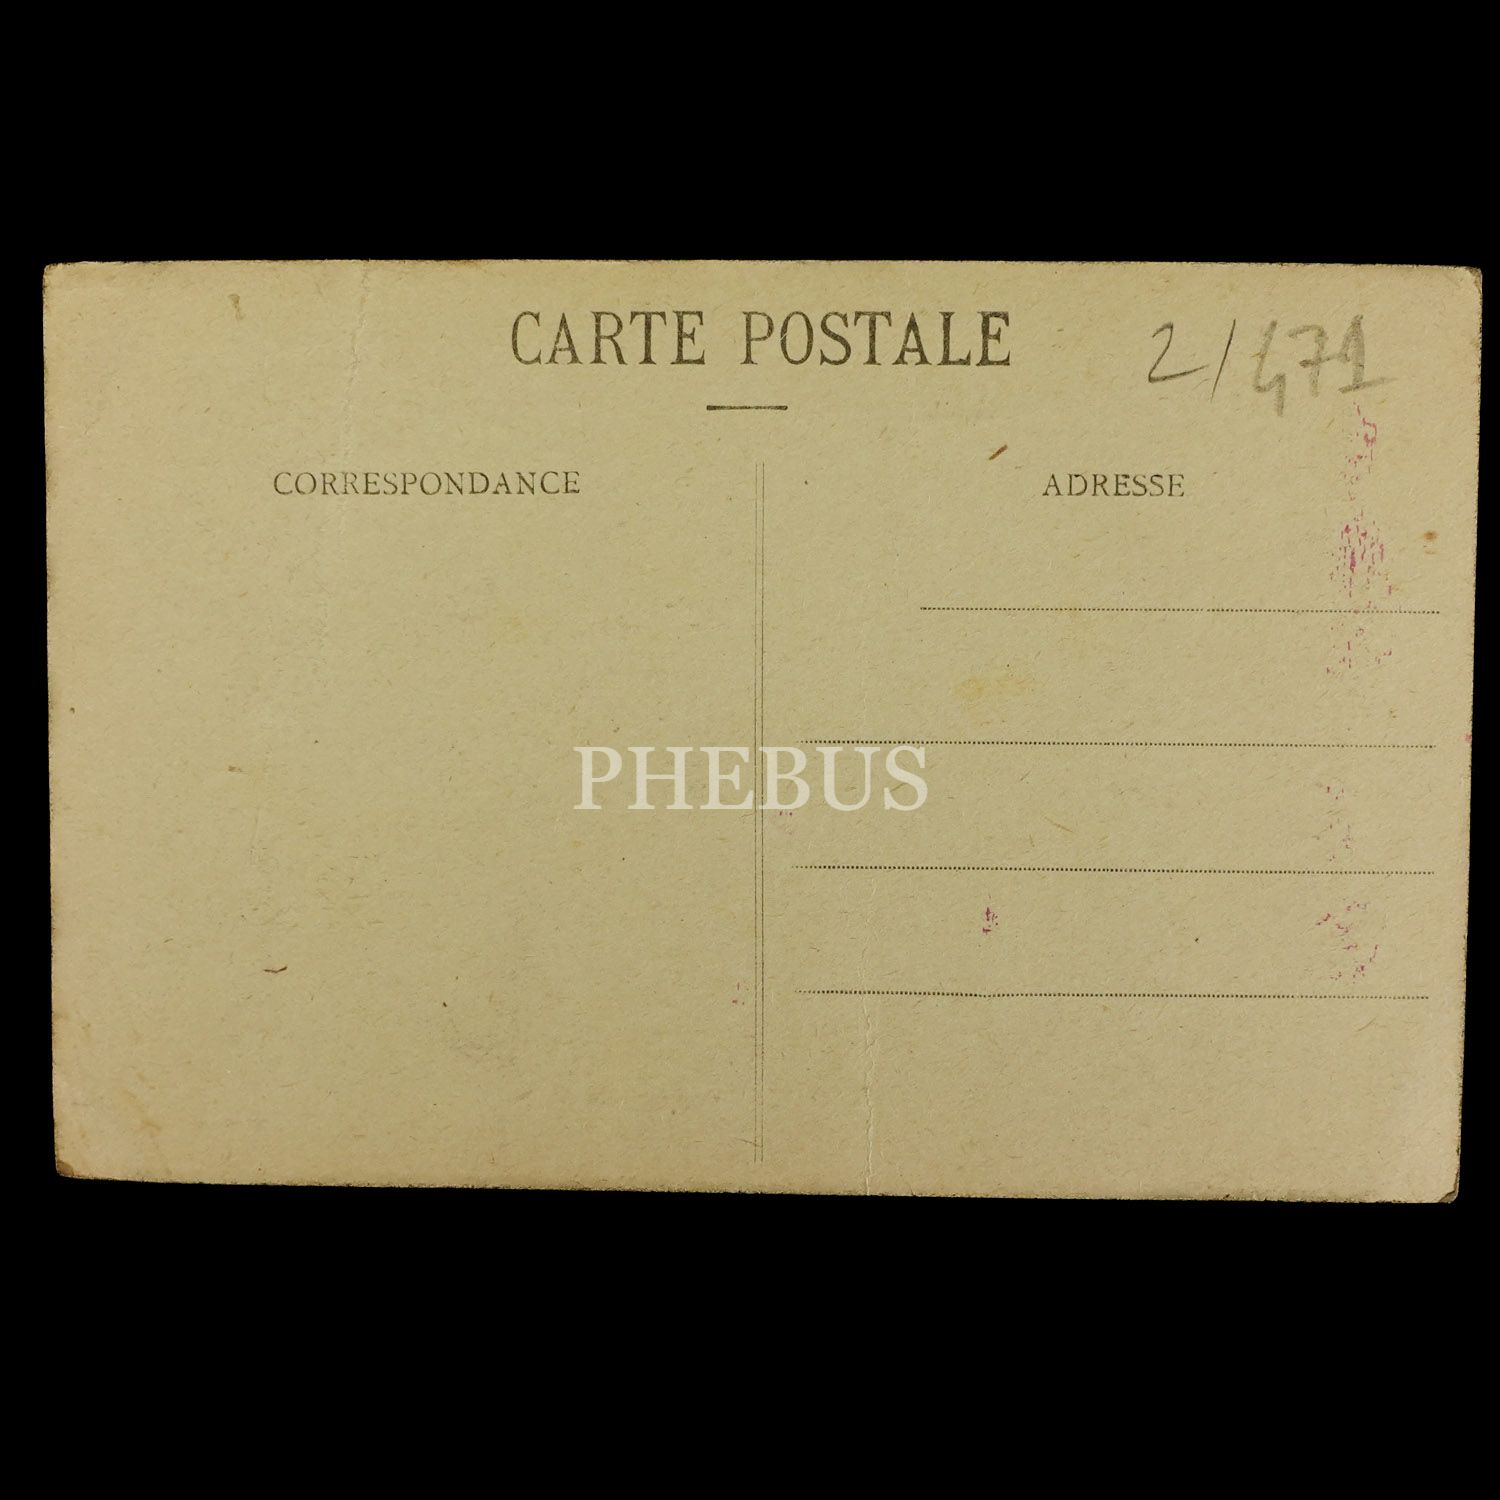 CARTE POSTALE
2/471
CORRESPONDANCE
ADRESSE
PHEBUS